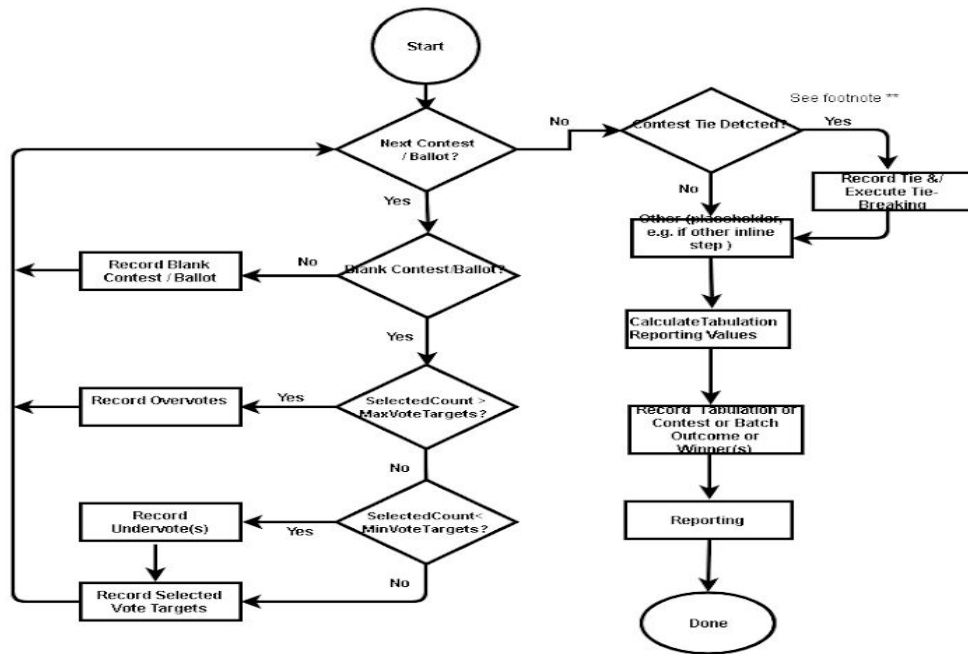 Start
See footnote **
No
Contest Tie Detcted?
Yes
Next Contest
/ Ballot?
Record Tie &/
Execute Tie-
Breaking
Yes
No
Other (placeholder,
e.g. if other inline
step )
Record Blank
Contest / Ballot
No
Blank Contest/Ballot?
Yes
CalculateTabulation
Reporting Values
Record Overvotes
Yes
SelectedCount >
MaxVoteTargets?
Record Tabulation or
Contest or Batch
Outcome or
Winner(s)
No
Record
Undervote(s)
Yes
SelectedCount<
MinVoteTargets?
Reporting
No
Record Selected
Vote Targets
Done